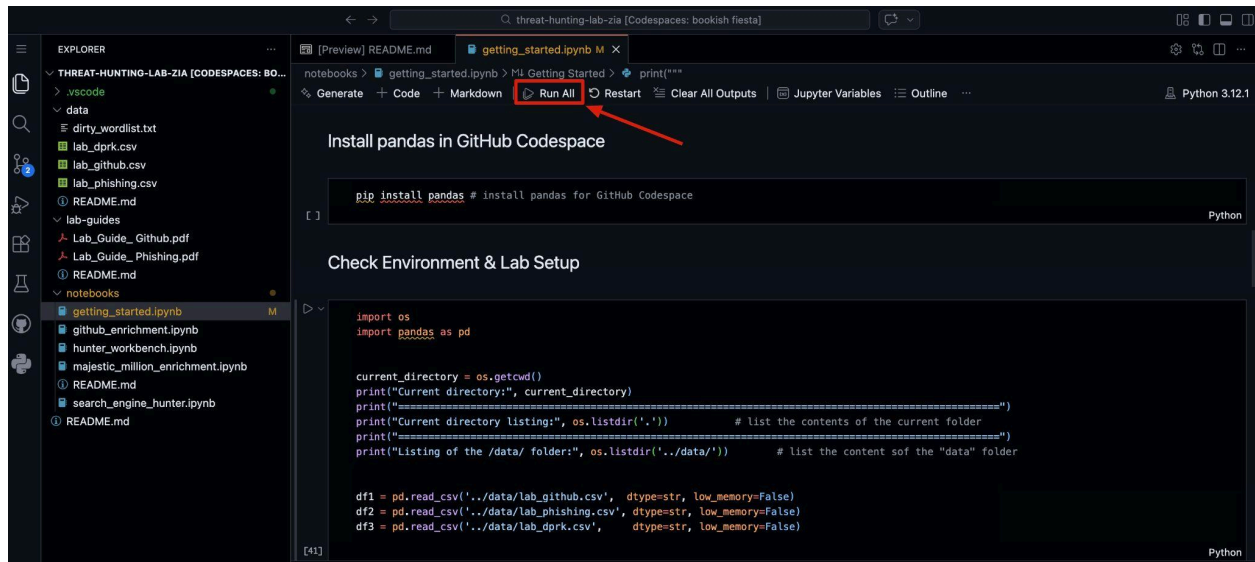 threat-hunting-lab-zia [Codespaces: bookish fiesta]
EXPLORER
THREAT-HUNTING-LAB-ZIA [CODESPACES: BO...
.vscode
data
dirty_wordlist.txt
lab_dprk.csv
lab_github.csv
lab_phishing.csv
README.md
lab-guides
Lab_Guide_ Github.pdf
Lab_Guide_ Phishing.pdf
README.md
notebooks
getting_started.ipynb M
github_enrichment.ipynb
hunter_workbench.ipynb
majestic_million_enrichment.ipynb
README.md
search_engine_hunter.ipynb
README.md
2
[Preview] README.md
getting_started.ipynb M
notebooks > getting_started.ipynb > M↓ Getting Started > print("""
Generate + Code + Markdown Run All Restart Clear All Outputs Jupyter Variables Outline ... Python 3.12.1
Install pandas in GitHub Codespace
pip install pandas # install pandas for GitHub Codespace
[ ] Python
Check Environment & Lab Setup
import os
import pandas as pd
current_directory = os.getcwd()
print("Current directory:", current_directory)
print("====================================================================================")
print("Current directory listing:", os.listdir('.')) # list the contents of the current folder
print("====================================================================================")
print("Listing of the /data/ folder:", os.listdir('../data/')) # list the content sof the "data" folder
df1 = pd.read_csv('../data/lab_github.csv', dtype=str, low_memory=False)
df2 = pd.read_csv('../data/lab_phishing.csv', dtype=str, low_memory=False)
df3 = pd.read_csv('../data/lab_dprk.csv', dtype=str, low_memory=False)
[41] Python